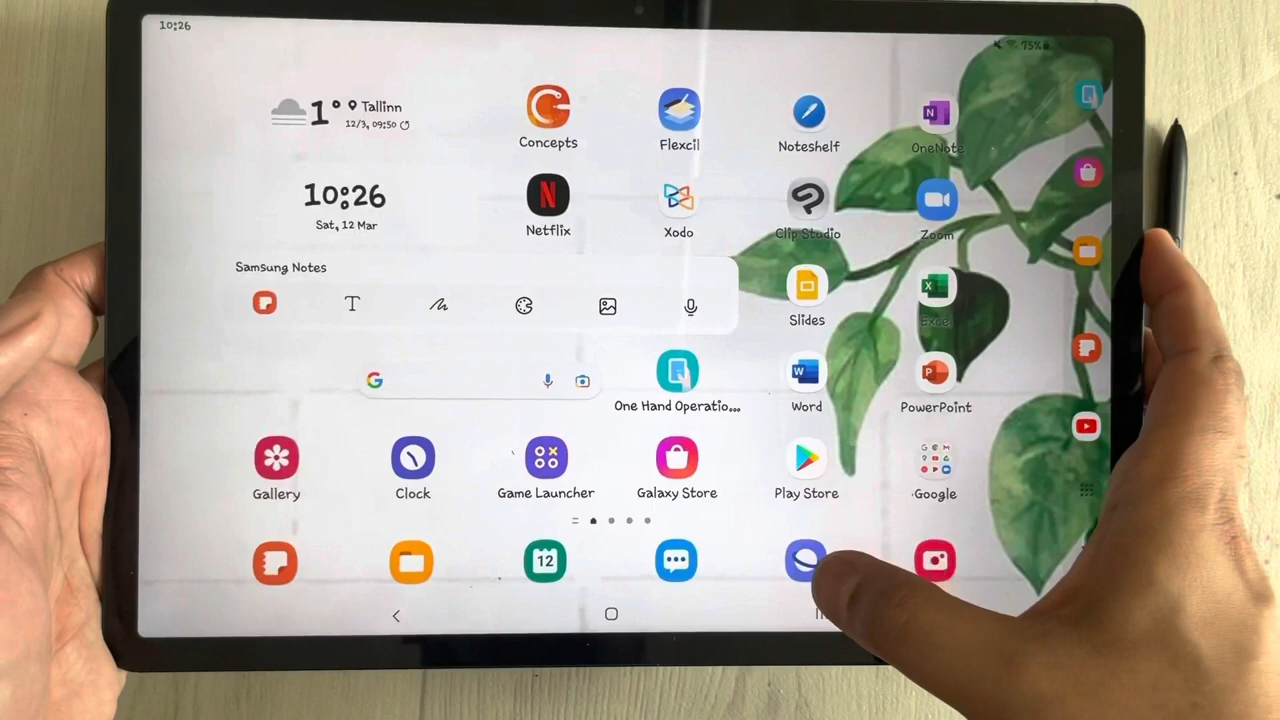 10:26
75%
1° Tallinn
12/3, 09:50
Concepts
Flexcil
Noteshelf
OneNote
10:26
Sat, 12 Mar
Netflix
Xodo
Clip Studio
Zoom
Samsung Notes
T
Slides
Excel
One Hand Operatio...
Word
PowerPoint
Gallery
Clock
Game Launcher
Galaxy Store
Play Store
Google
12